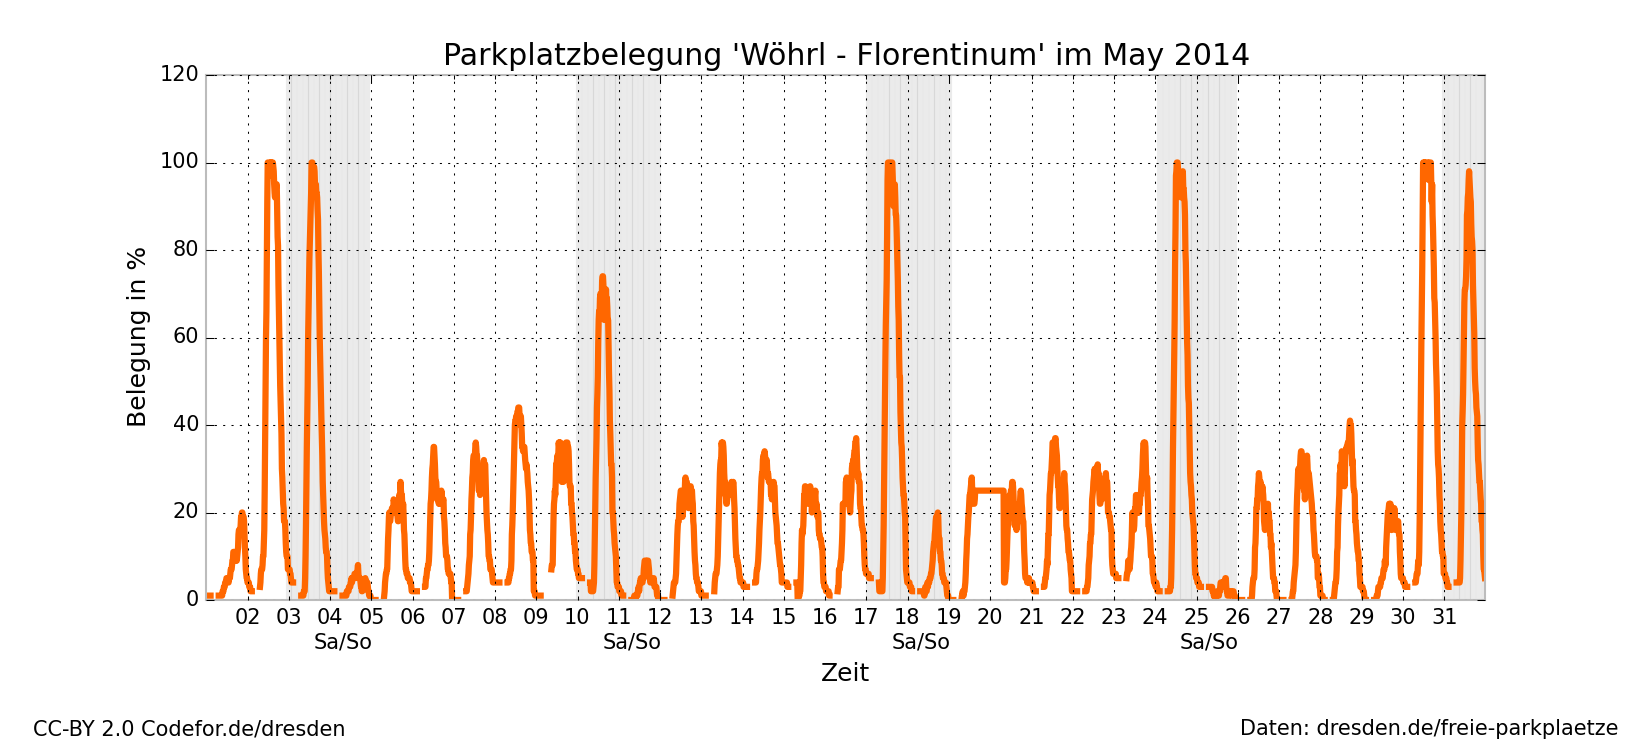 Parkplatzbelegung 'Wöhrl - Florentinum' im May 2014
120
100
80
60
40
20
0
Belegung in %
02 03 04 05 06 07 08 09 10 11 12 13 14 15 16 17 18 19 20 21 22 23 24 25 26 27 28 29 30 31
Sa/So Sa/So Sa/So Sa/So
Zeit
CC-BY 2.0 Codefor.de/dresden
Daten: dresden.de/freie-parkplaetze